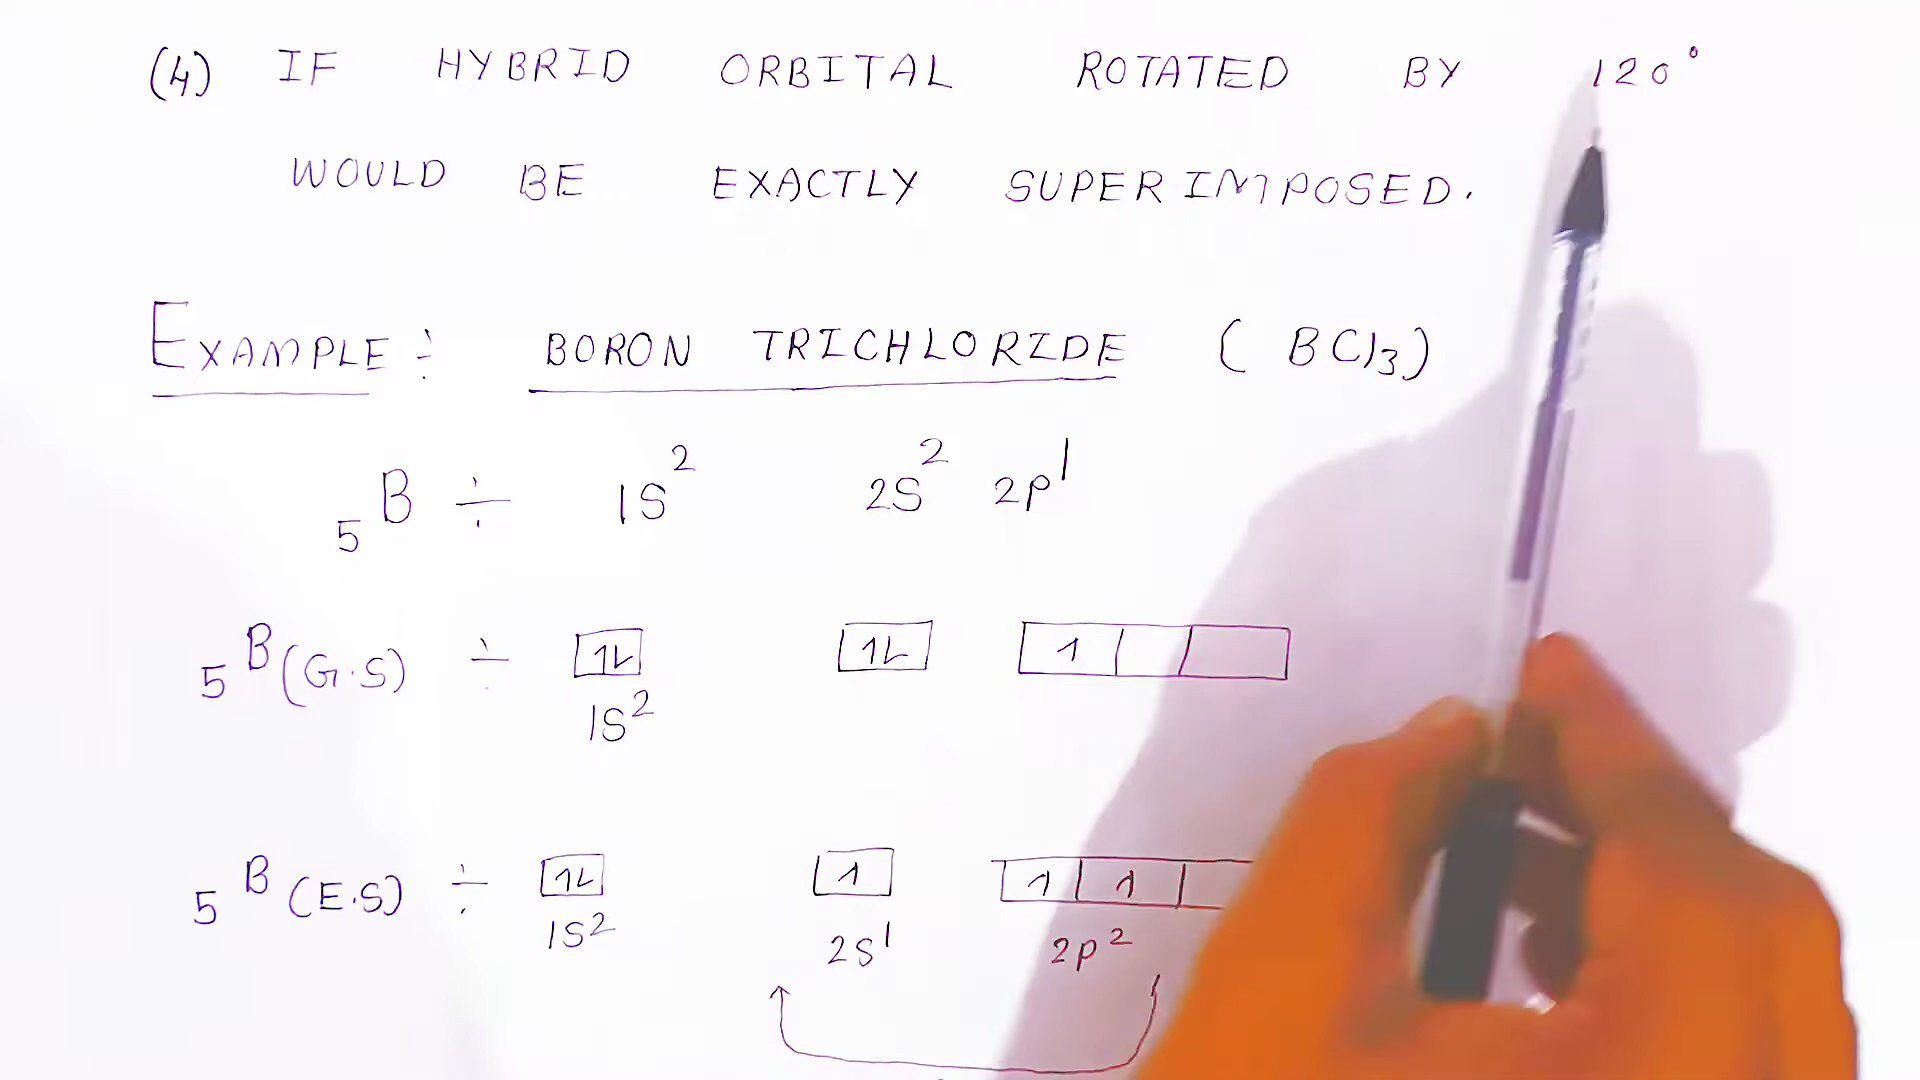 (4) IF HYBRID ORBITAL ROTATED BY 120°
WOULD BE EXACTLY SUPERIMPOSED.
EXAMPLE ÷ BORON TRICHLORIDE (BCl3)
₅B ÷ 1S² 2S² 2P¹
₅B(G.S) ÷ 1L 1L 1
1S²
₅B(E.S) ÷ 1L 1 1 1
1S² 2S¹ 2P²